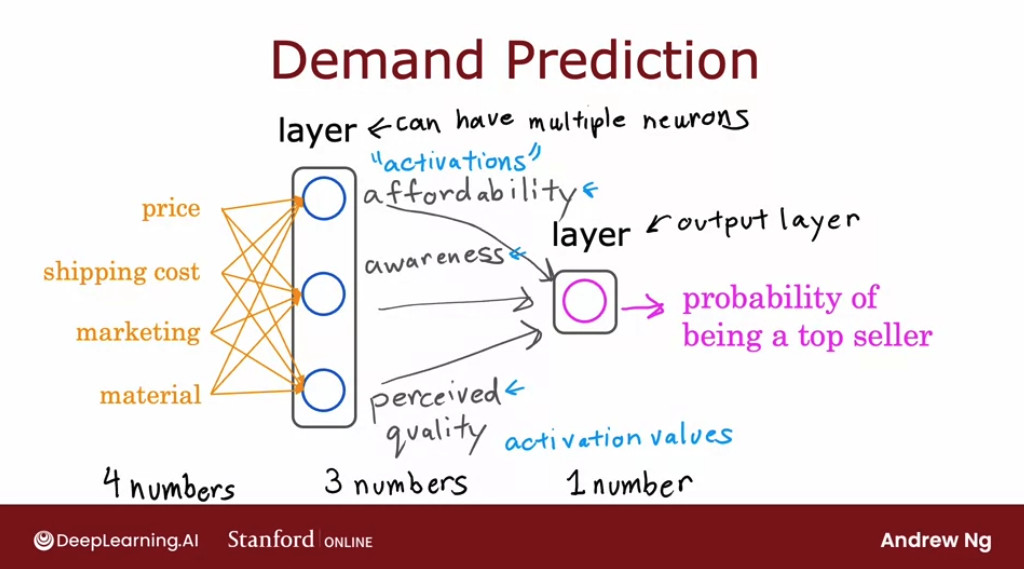 Demand Prediction
layer ← can have multiple neurons
"activations"
affordability ←
price
layer ← output layer
awareness ←
shipping cost
probability of
being a top seller
marketing
material
perceived ←
quality
activation values
4 numbers
3 numbers
1 number
DeepLearning.AI
Stanford | ONLINE
Andrew Ng